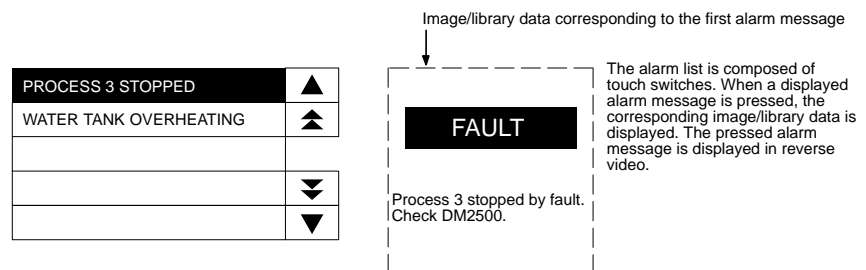 Image/library data corresponding to the first alarm message
PROCESS 3 STOPPED
WATER TANK OVERHEATING
FAULT
Process 3 stopped by fault.
Check DM2500.
The alarm list is composed of
touch switches. When a displayed
alarm message is pressed, the
corresponding image/library data is
displayed. The pressed alarm
message is displayed in reverse
video.